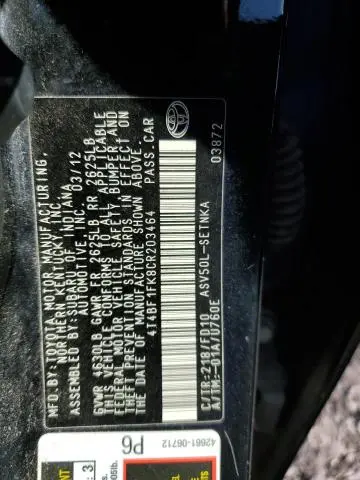 MFD.BY:TOYOTA MOTOR MANUFACTURING,
NORTHERN KENTUCKY, INC.
ASSEMBLED BY:SUBARU OF INDIANA
AUTOMOTIVE, INC. 03/12
GVWR 4630LB GAWR FR 2625LB RR 2625LB
THIS VEHICLE CONFORMS TO ALL APPLICABLE
FEDERAL MOTOR VEHICLE SAFETY, BUMPER, AND
THEFT PREVENTION STANDARDS IN EFFECT ON
THE DATE OF MANUFACTURE SHOWN ABOVE.
4T4BF1FK8CR203464 PASS.CAR
ASV50L-SETNKA 03872
C/TR:218/FD10
A/TM:-01A/U760E
42661-06712
P6
3